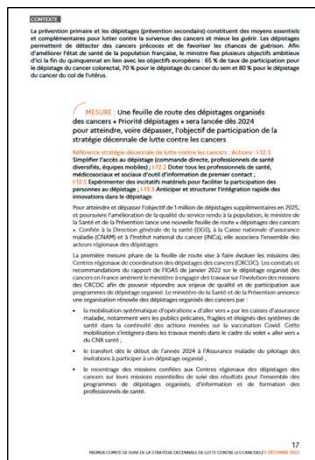 CONTEXTE
La prévention primaire et les dépistages (prévention secondaire) constituent des moyens essentiels
et complémentaires pour lutter contre la survenue des cancers et mieux les guérir. Les dépistages
permettent de détecter des cancers précoces et de favoriser les chances de guérison. Afin
d'améliorer l'état de santé de la population française, le ministre fixe plusieurs objectifs ambitieux
d'ici la fin du quinquennat en lien avec les objectifs européens : 65 % de taux de participation pour
le dépistage du cancer colorectal, 70 % pour le dépistage du cancer du sein et 80 % pour le dépistage
du cancer du col de l'utérus.
MESURE : Une feuille de route des dépistages organisés
des cancers « Priorité dépistages » sera lancée dès 2024
pour atteindre, voire dépasser, l'objectif de participation de la
stratégie décennale de lutte contre les cancers
Référence stratégie décennale de lutte contre les cancers : Actions : I-12.3
Simplifier l'accès au dépistage (commande directe, professionnels de santé
diversifiés, équipes mobiles) ; I-12.2 Doter tous les professionnels de santé,
médicosociaux et sociaux d'outil d'information de premier contact ;
I-12.5 Expérimenter des incitatifs matériels pour faciliter la participation des
personnes au dépistage ; I-13.3 Anticiper et structurer l'intégration rapide des
innovations dans le dépistage
Pour atteindre et dépasser l'objectif de 1 million de dépistages supplémentaires en 2025,
et poursuivre l'amélioration de la qualité du service rendu à la population, le ministère de
la Santé et de la Prévention lance une nouvelle feuille de route « dépistages des cancers
». Confiée à la Direction générale de la santé (DGS), à la Caisse nationale d'assurance
maladie (CNAM) et à l'Institut national du cancer (INCa), elle associera l'ensemble des
acteurs régionaux des dépistages.
La première mesure phare de la feuille de route vise à faire évoluer les missions des
Centres régionaux de coordination des dépistages des cancers (CRCDC). Les constats et
recommandations du rapport de l'IGAS de janvier 2022 sur le dépistage organisé des
cancers en France amènent le ministère à engager des travaux sur l'évolution des missions
des CRCDC afin de pouvoir répondre aux enjeux de qualité et de participation aux
programmes de dépistage organisé. Le ministère de la Santé et de la Prévention annonce
une organisation rénovée des dépistages organisés des cancers par :
• la mobilisation systématique d'opérations « d'aller vers » par les caisses d'assurance
maladie, notamment vers les publics précaires, fragiles et éloignés des systèmes de
santé dans la continuité des actions menées sur la vaccination Covid. Cette
mobilisation s'intégrera dans les travaux menés dans le cadre du volet « aller vers »
du CNR santé ;
• le transfert dès le début de l'année 2024 à l'Assurance maladie du pilotage des
invitations à participer à un dépistage organisé ;
• le recentrage des missions confiées aux Centres régionaux des dépistages des
cancers sur leurs missions essentielles de suivi des résultats pour l'ensemble des
programmes de dépistages organisés, d'information et de formation des
professionnels de santé.
17
PREMIER COMITÉ DE SUIVI DE LA STRATÉGIE DÉCENNALE DE LUTTE CONTRE LES CANCERS // DÉCEMBRE 2023